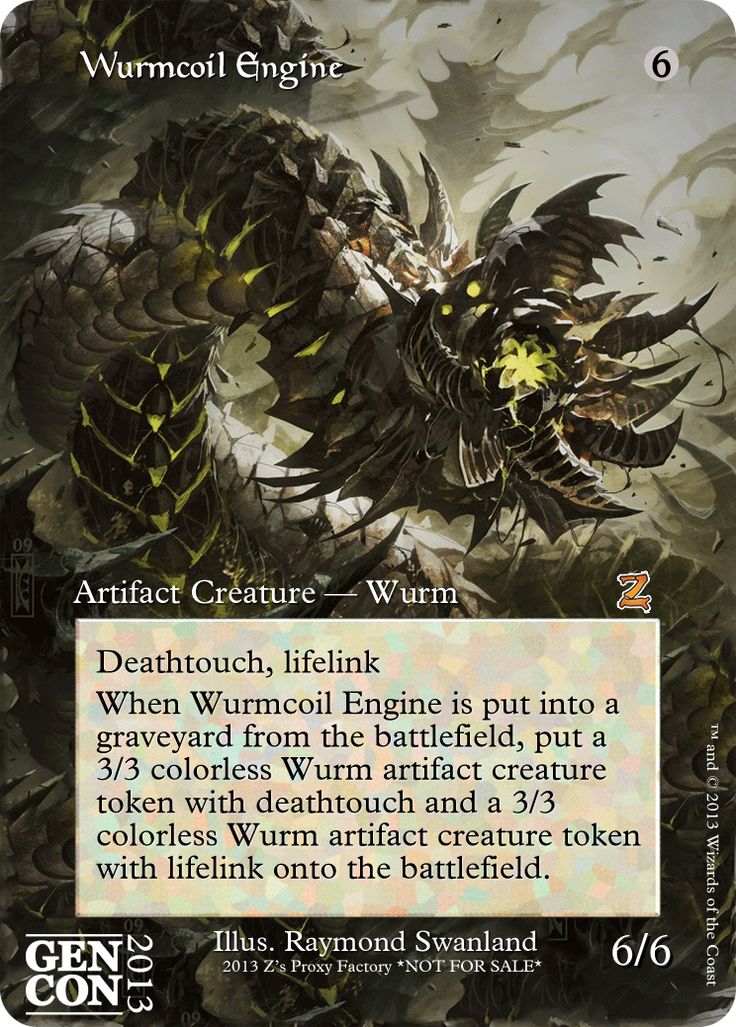 Wurmcoil Engine
6
09
Artifact Creature — Wurm
Z
Deathtouch, lifelink
When Wurmcoil Engine is put into a
graveyard from the battlefield, put a
3/3 colorless Wurm artifact creature
token with deathtouch and a 3/3
colorless Wurm artifact creature token
with lifelink onto the battlefield.
™ and © 2013 Wizards of the Coast
GEN
CON
2013
Illus. Raymond Swanland
2013 Z's Proxy Factory *NOT FOR SALE*
6/6